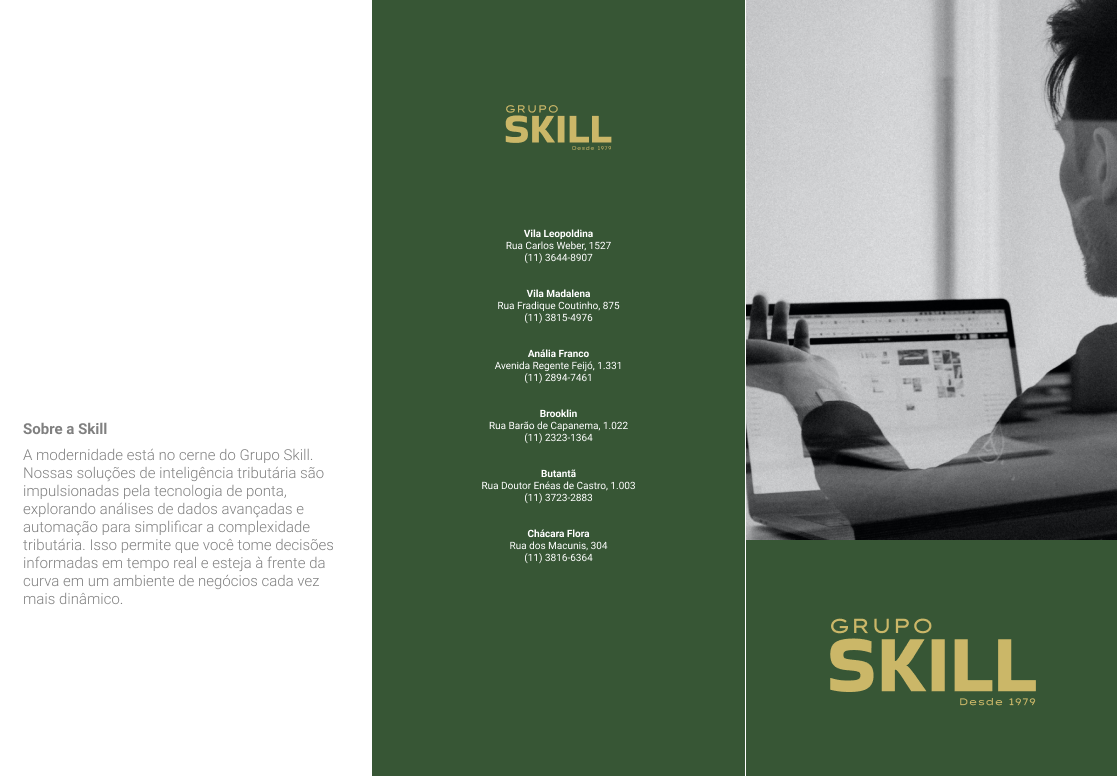 Sobre a Skill
A modernidade está no cerne do Grupo Skill.
Nossas soluções de inteligência tributária são
impulsionadas pela tecnologia de ponta,
explorando análises de dados avançadas e
automação para simplificar a complexidade
tributária. Isso permite que você tome decisões
informadas em tempo real e esteja à frente da
curva em um ambiente de negócios cada vez
mais dinâmico.
GRUPO
SKILL
Desde 1979
Vila Leopoldina
Rua Carlos Weber, 1527
(11) 3644-8907
Vila Madalena
Rua Fradique Coutinho, 875
(11) 3815-4976
Anália Franco
Avenida Regente Feijó, 1.331
(11) 2894-7461
Brooklin
Rua Barão de Capanema, 1.022
(11) 2323-1364
Butantã
Rua Doutor Enéas de Castro, 1.003
(11) 3723-2883
Chácara Flora
Rua dos Macunis, 304
(11) 3816-6364
GRUPO
SKILL
Desde 1979